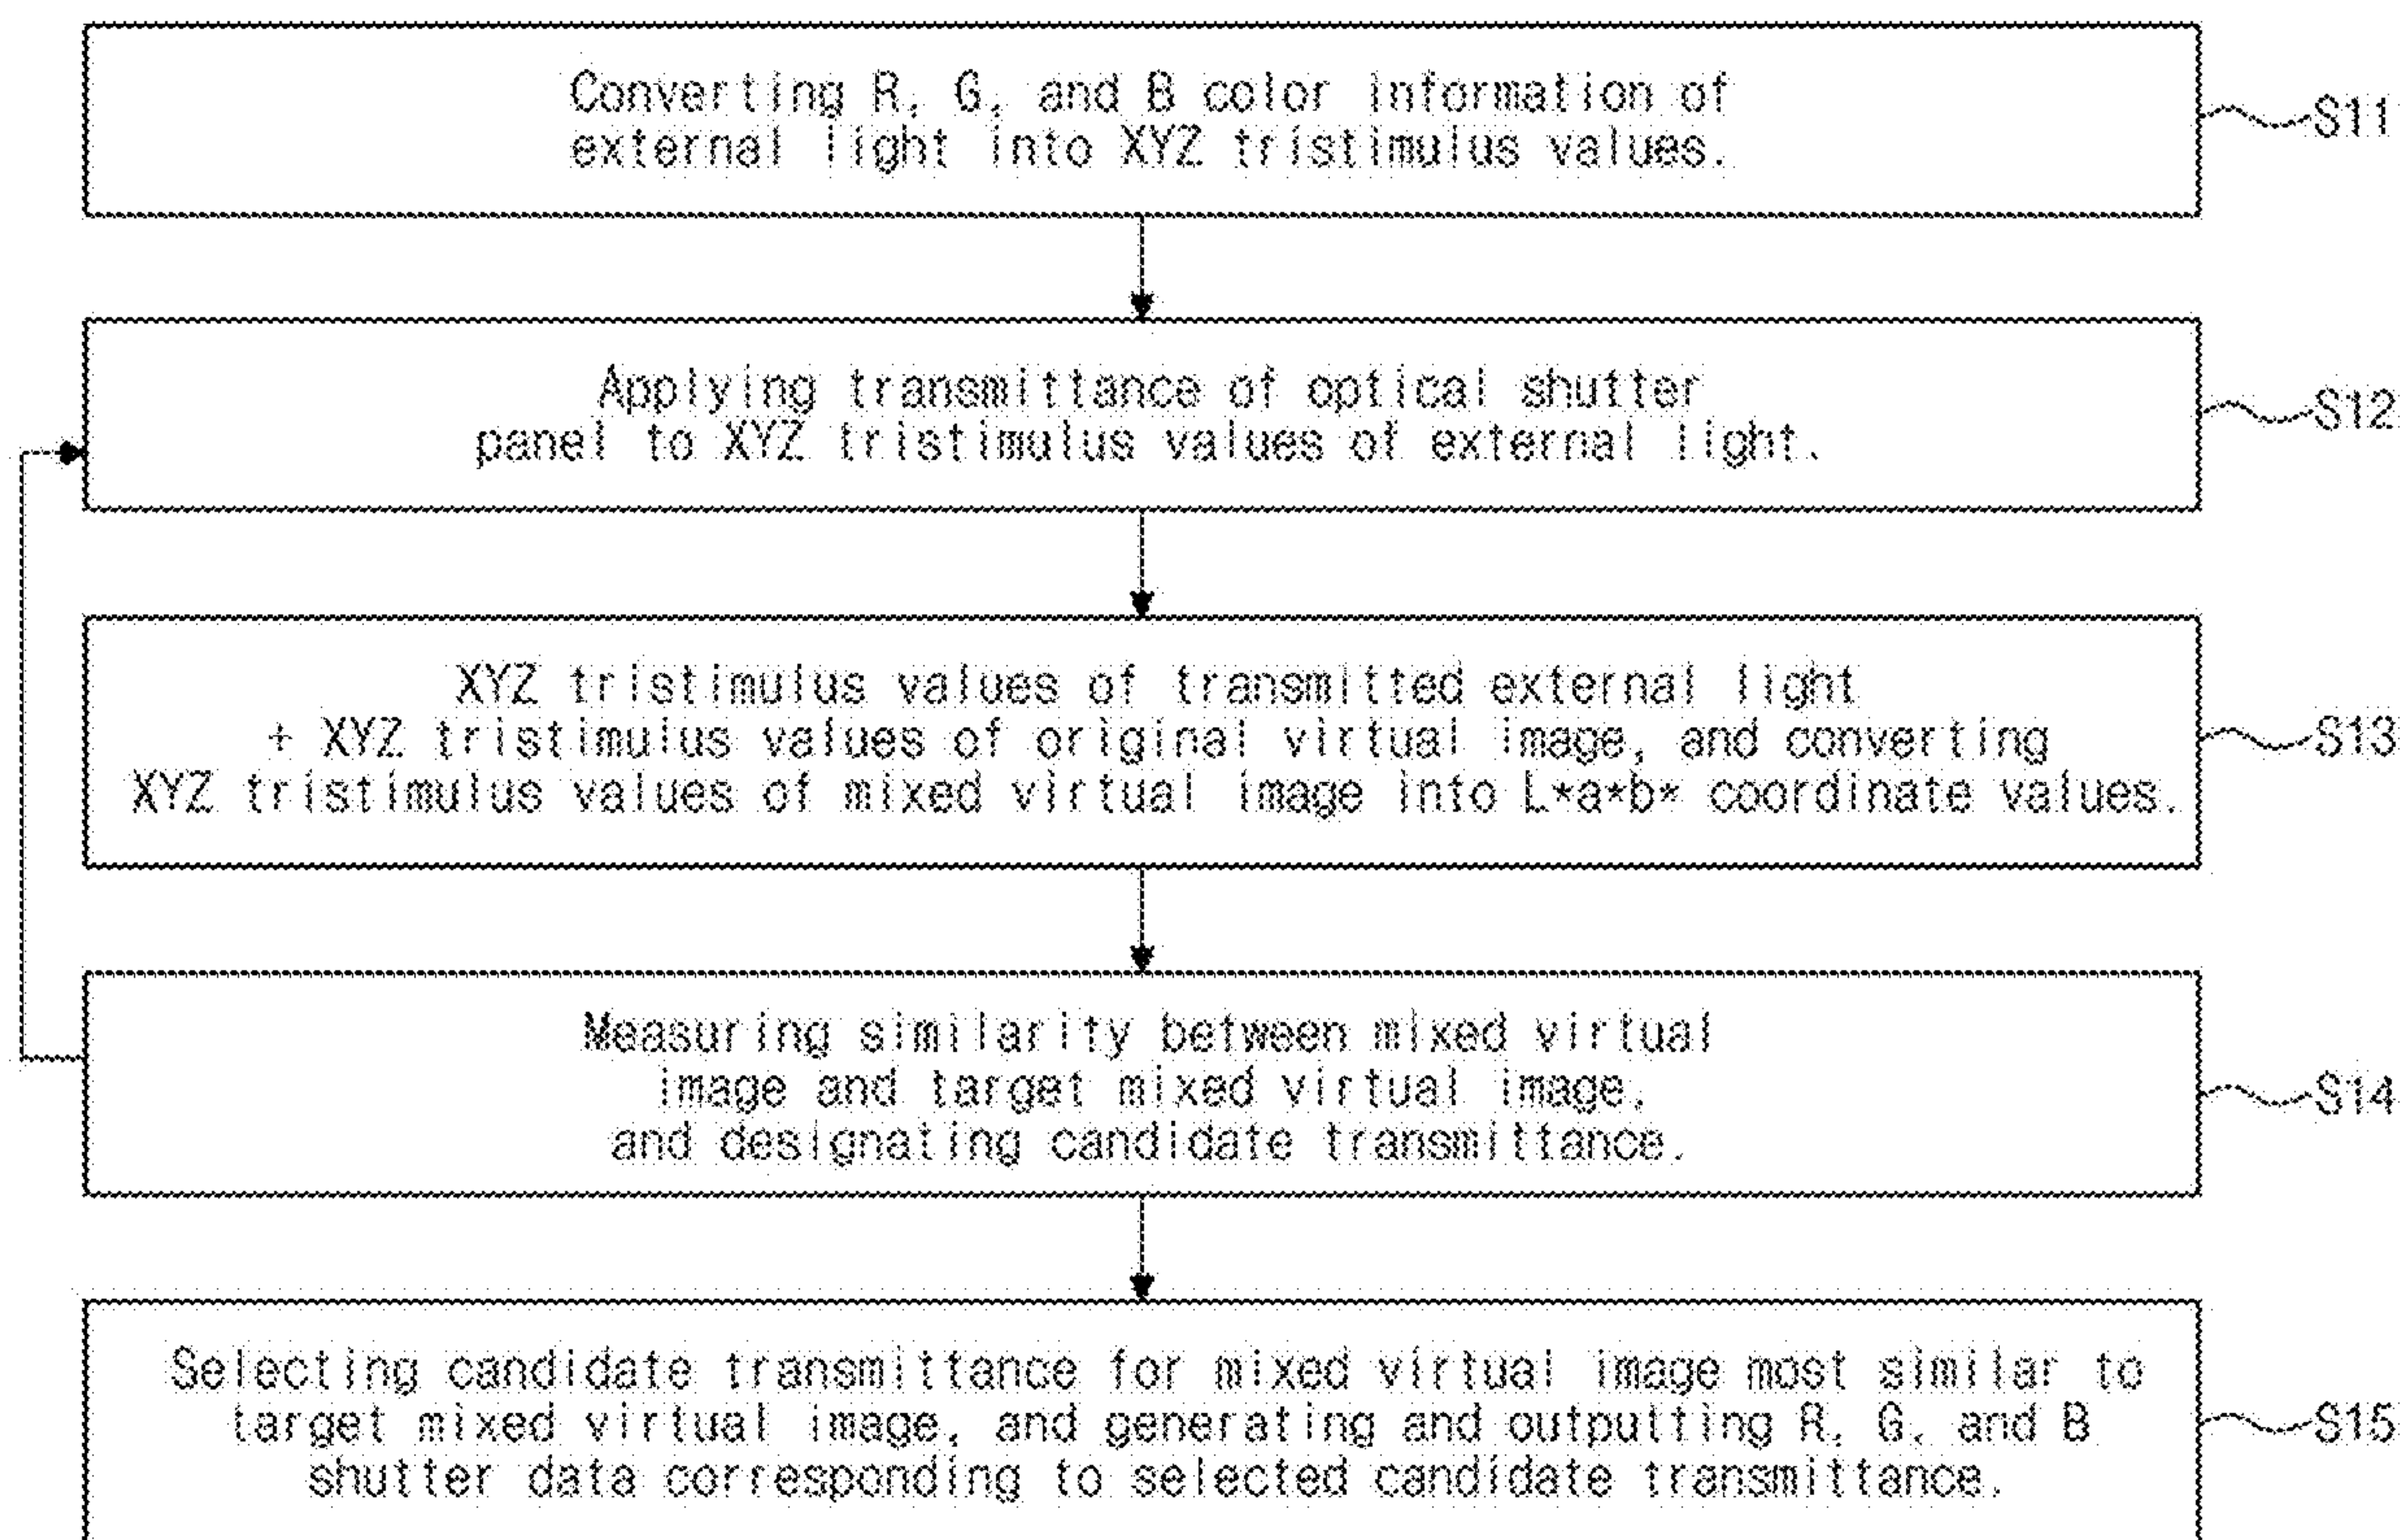 Converting R, G, and B color information of
external light into XYZ tristimulus values.
S11
Applying transmittance of optical shutter
panel to XYZ tristimulus values of external light.
S12
XYZ tristimulus values of transmitted external light
+ XYZ tristimulus values of original virtual image, and converting
XYZ tristimulus values of mixed virtual image into L*a*b* coordinate values.
S13
Measuring similarity between mixed virtual
image and target mixed virtual image,
and designating candidate transmittance.
S14
Selecting candidate transmittance for mixed virtual image most similar to
target mixed virtual image, and generating and outputting R, G, and B
shutter data corresponding to selected candidate transmittance.
S15